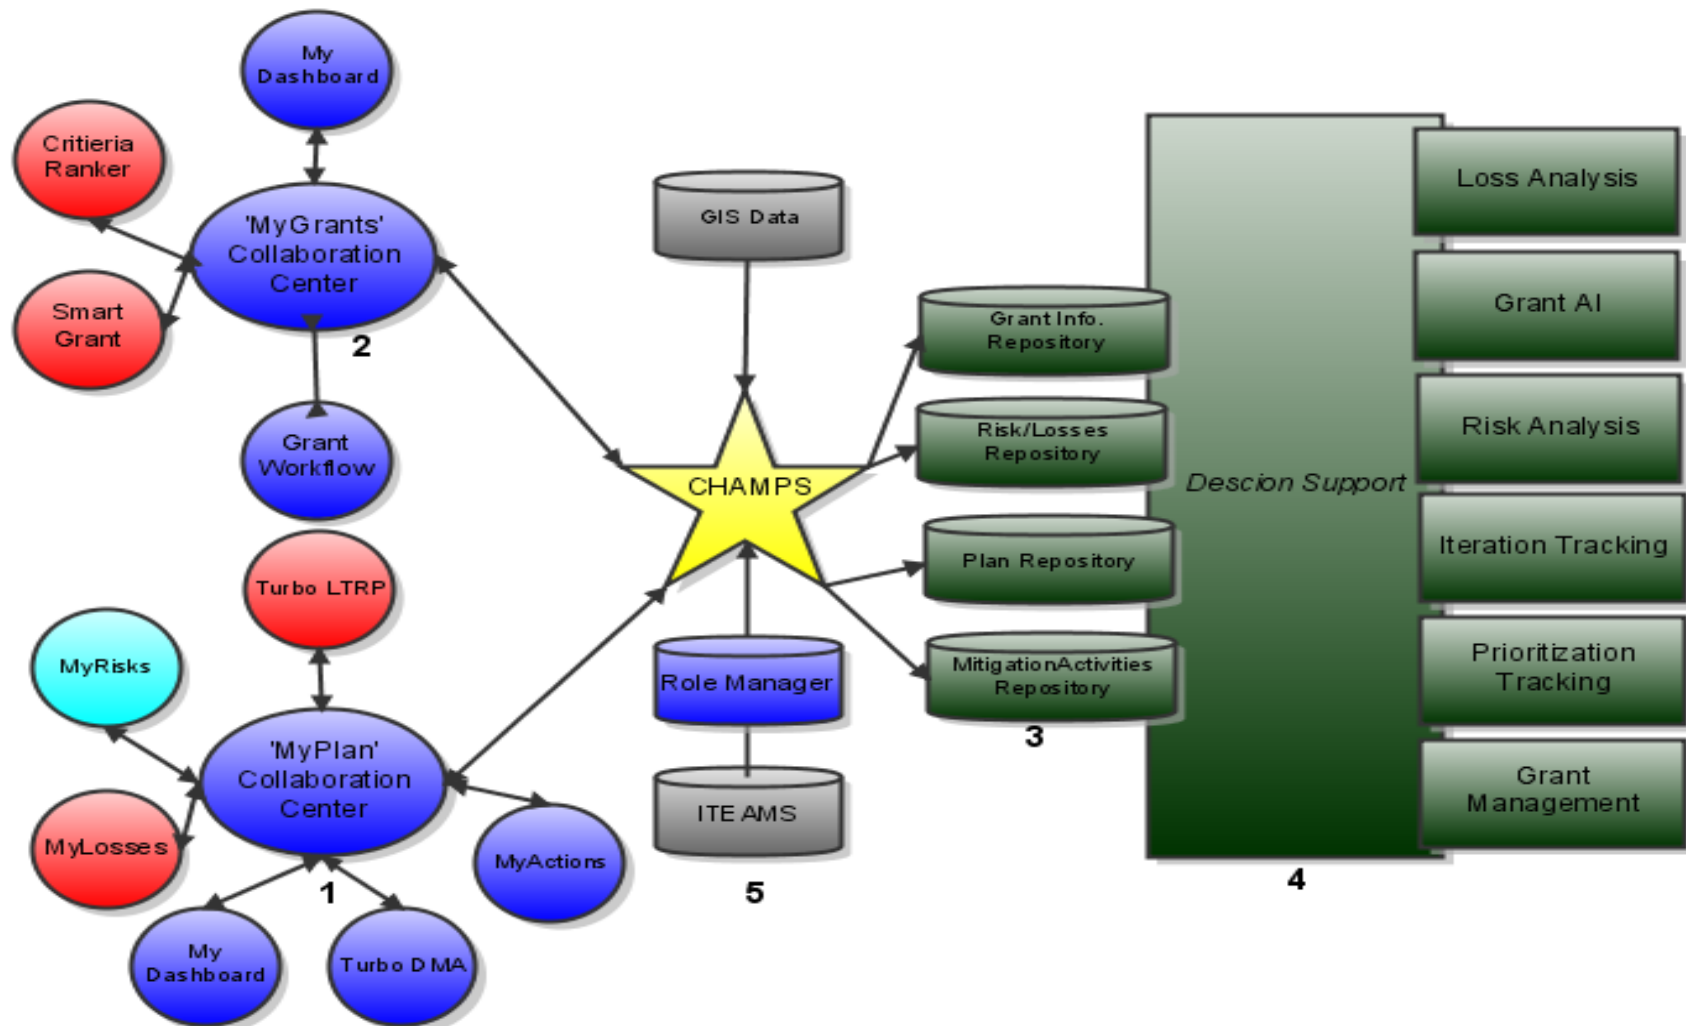 My
Dashboard
Critieria
Ranker
'MyGrants'
Collaboration
Center
Smart
Grant
2
Grant
Workflow
Turbo LTRP
MyRisks
'MyPlan'
Collaboration
Center
MyLosses
1
My
Dashboard
Turbo DMA
MyActions
GIS Data
CHAMPS
Role Manager
ITEAMS
5
Grant Info.
Repository
Risk/Losses
Repository
Plan Repository
MitigationActivities
Repository
3
Descion Support
4
Loss Analysis
Grant AI
Risk Analysis
Iteration Tracking
Prioritization
Tracking
Grant
Management